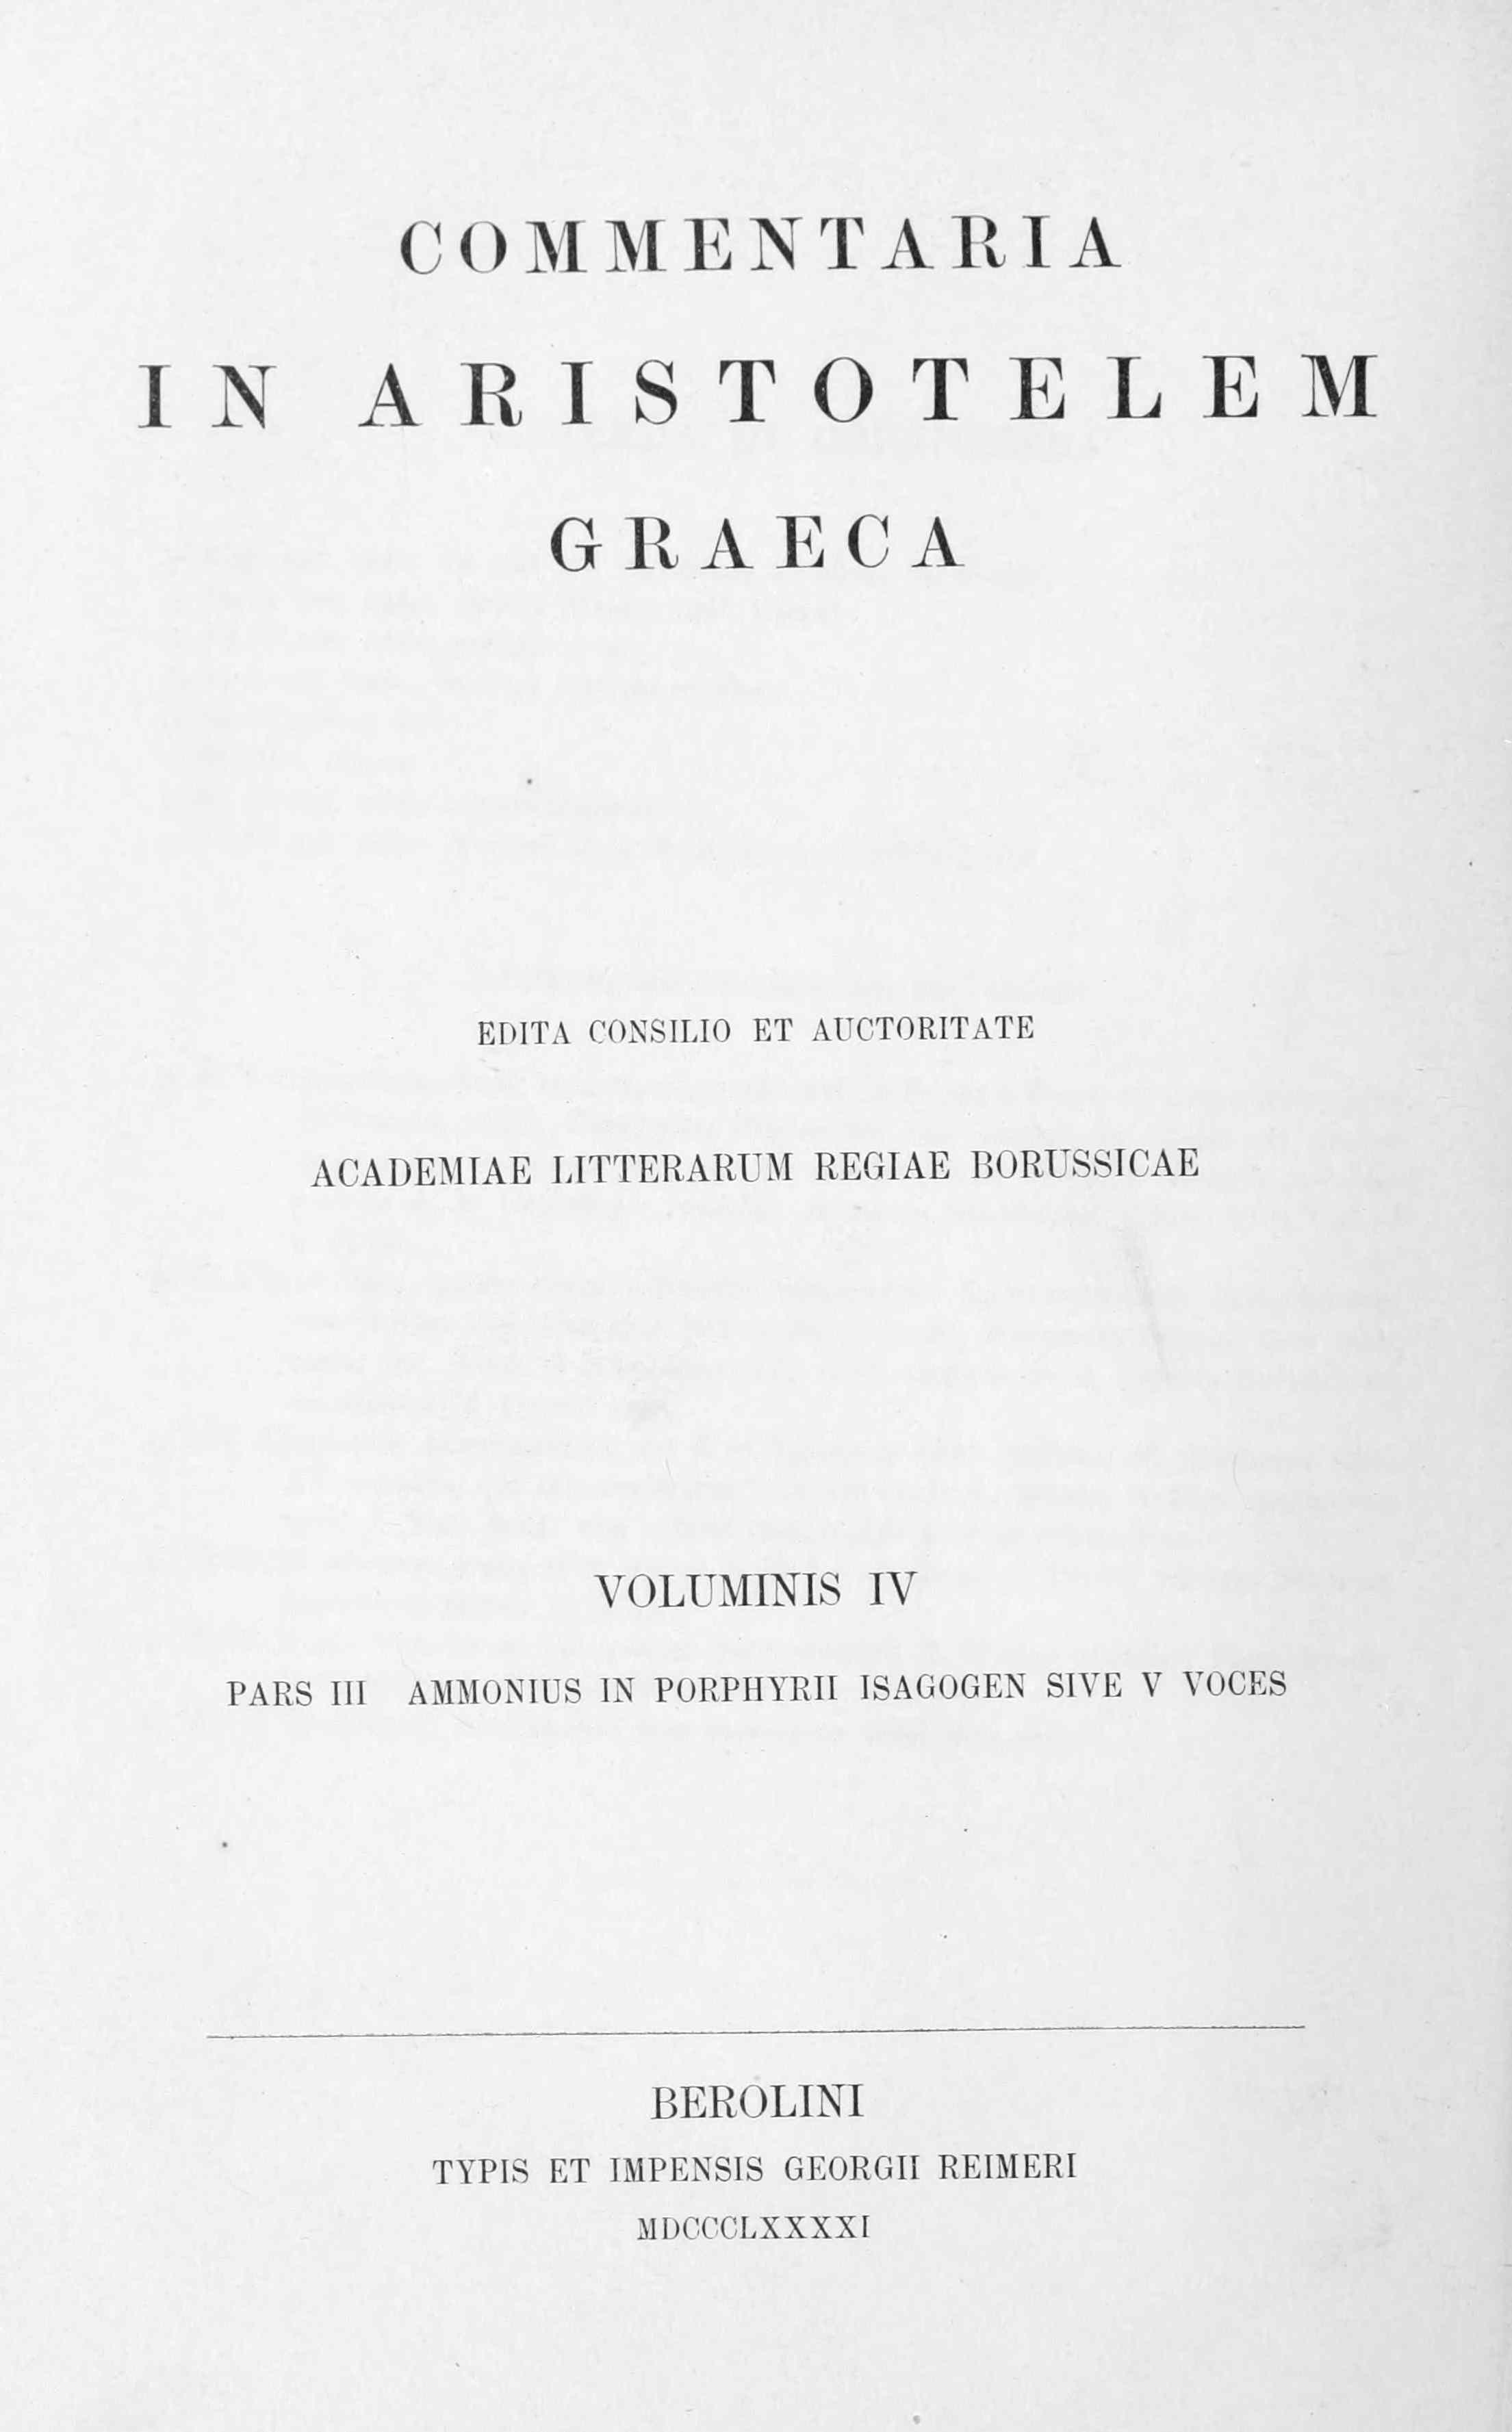 COMMENTARIA
IN ARISTOTELEM
GRAECA
EDITA CONSILIO ET AUCTORITATE
ACADEMIAE LITTERARUM REGIAE BORUSSICAE
VOLUMINIS IV
PARS III AMMONIUS IN PORPHYRII ISAGOGEN SIVE V VOCES
BEROLINI
TYPIS ET IMPENSIS GEORGII REIMERI
MDCCCLXXXXI